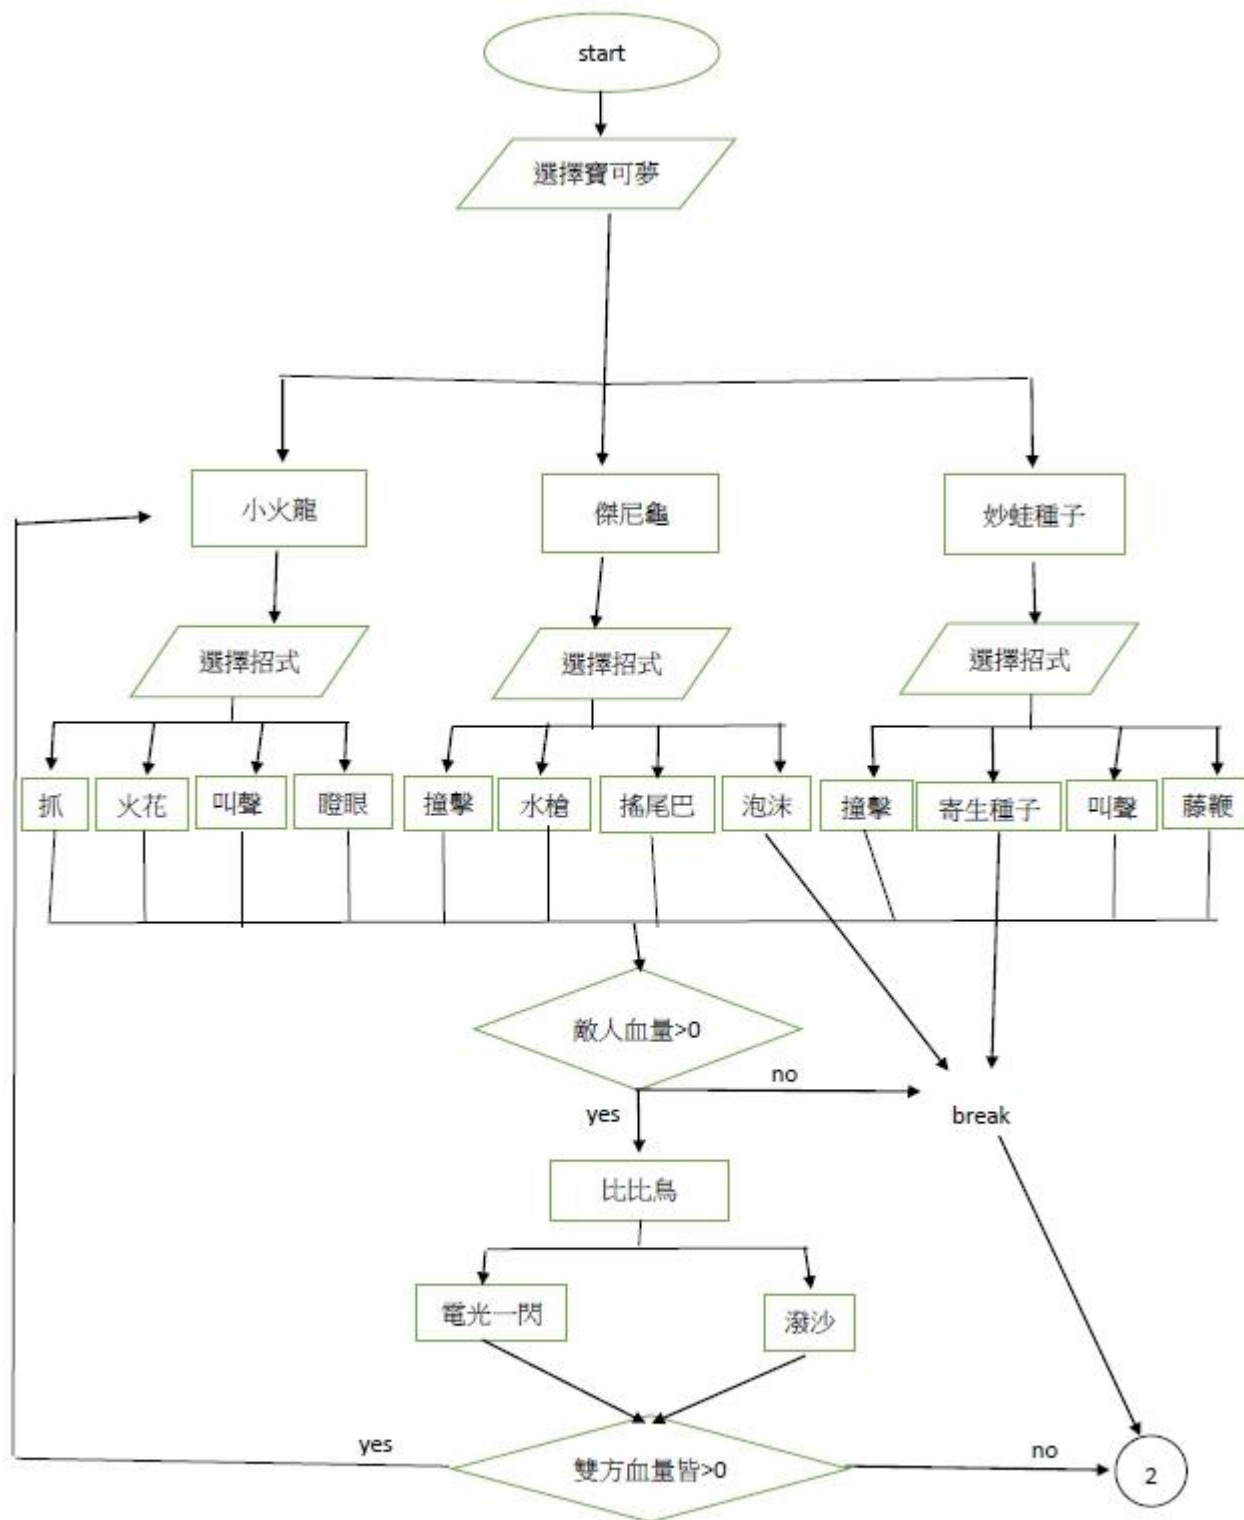 start
選擇寶可夢
小火龍
傑尼龜
妙蛙種子
選擇招式
選擇招式
選擇招式
抓
火花
叫聲
瞪眼
撞擊
水槍
搖尾巴
泡沫
撞擊
寄生種子
叫聲
藤鞭
敵人血量>0
no
yes
break
比比鳥
電光一閃
潑沙
yes
雙方血量皆>0
no
2